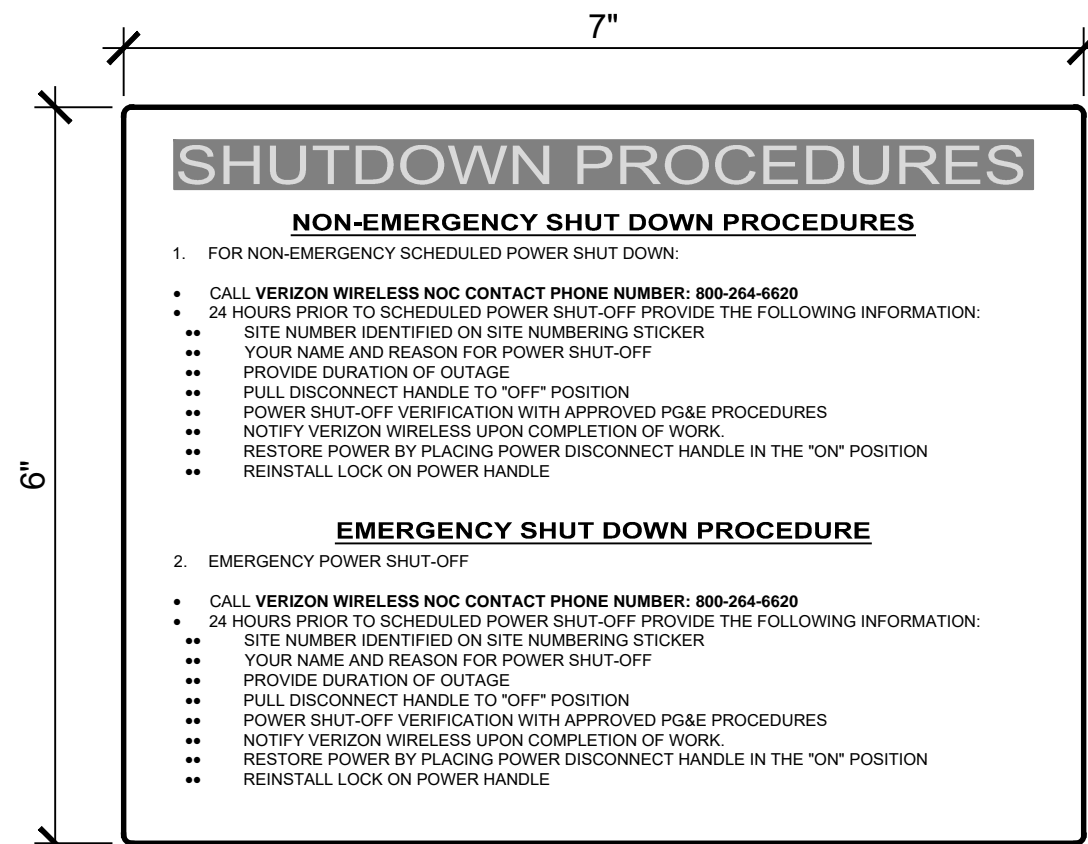 7"
6"
SHUTDOWN PROCEDURES
NON-EMERGENCY SHUT DOWN PROCEDURES
1. FOR NON-EMERGENCY SCHEDULED POWER SHUT DOWN:
• CALL VERIZON WIRELESS NOC CONTACT PHONE NUMBER: 800-264-6620
• 24 HOURS PRIOR TO SCHEDULED POWER SHUT-OFF PROVIDE THE FOLLOWING INFORMATION:
•• SITE NUMBER IDENTIFIED ON SITE NUMBERING STICKER
•• YOUR NAME AND REASON FOR POWER SHUT-OFF
•• PROVIDE DURATION OF OUTAGE
•• PULL DISCONNECT HANDLE TO "OFF" POSITION
•• POWER SHUT-OFF VERIFICATION WITH APPROVED PG&E PROCEDURES
•• NOTIFY VERIZON WIRELESS UPON COMPLETION OF WORK.
•• RESTORE POWER BY PLACING POWER DISCONNECT HANDLE IN THE "ON" POSITION
•• REINSTALL LOCK ON POWER HANDLE
EMERGENCY SHUT DOWN PROCEDURE
2. EMERGENCY POWER SHUT-OFF
• CALL VERIZON WIRELESS NOC CONTACT PHONE NUMBER: 800-264-6620
• 24 HOURS PRIOR TO SCHEDULED POWER SHUT-OFF PROVIDE THE FOLLOWING INFORMATION:
•• SITE NUMBER IDENTIFIED ON SITE NUMBERING STICKER
•• YOUR NAME AND REASON FOR POWER SHUT-OFF
•• PROVIDE DURATION OF OUTAGE
•• PULL DISCONNECT HANDLE TO "OFF" POSITION
•• POWER SHUT-OFF VERIFICATION WITH APPROVED PG&E PROCEDURES
•• NOTIFY VERIZON WIRELESS UPON COMPLETION OF WORK.
•• RESTORE POWER BY PLACING POWER DISCONNECT HANDLE IN THE "ON" POSITION
•• REINSTALL LOCK ON POWER HANDLE